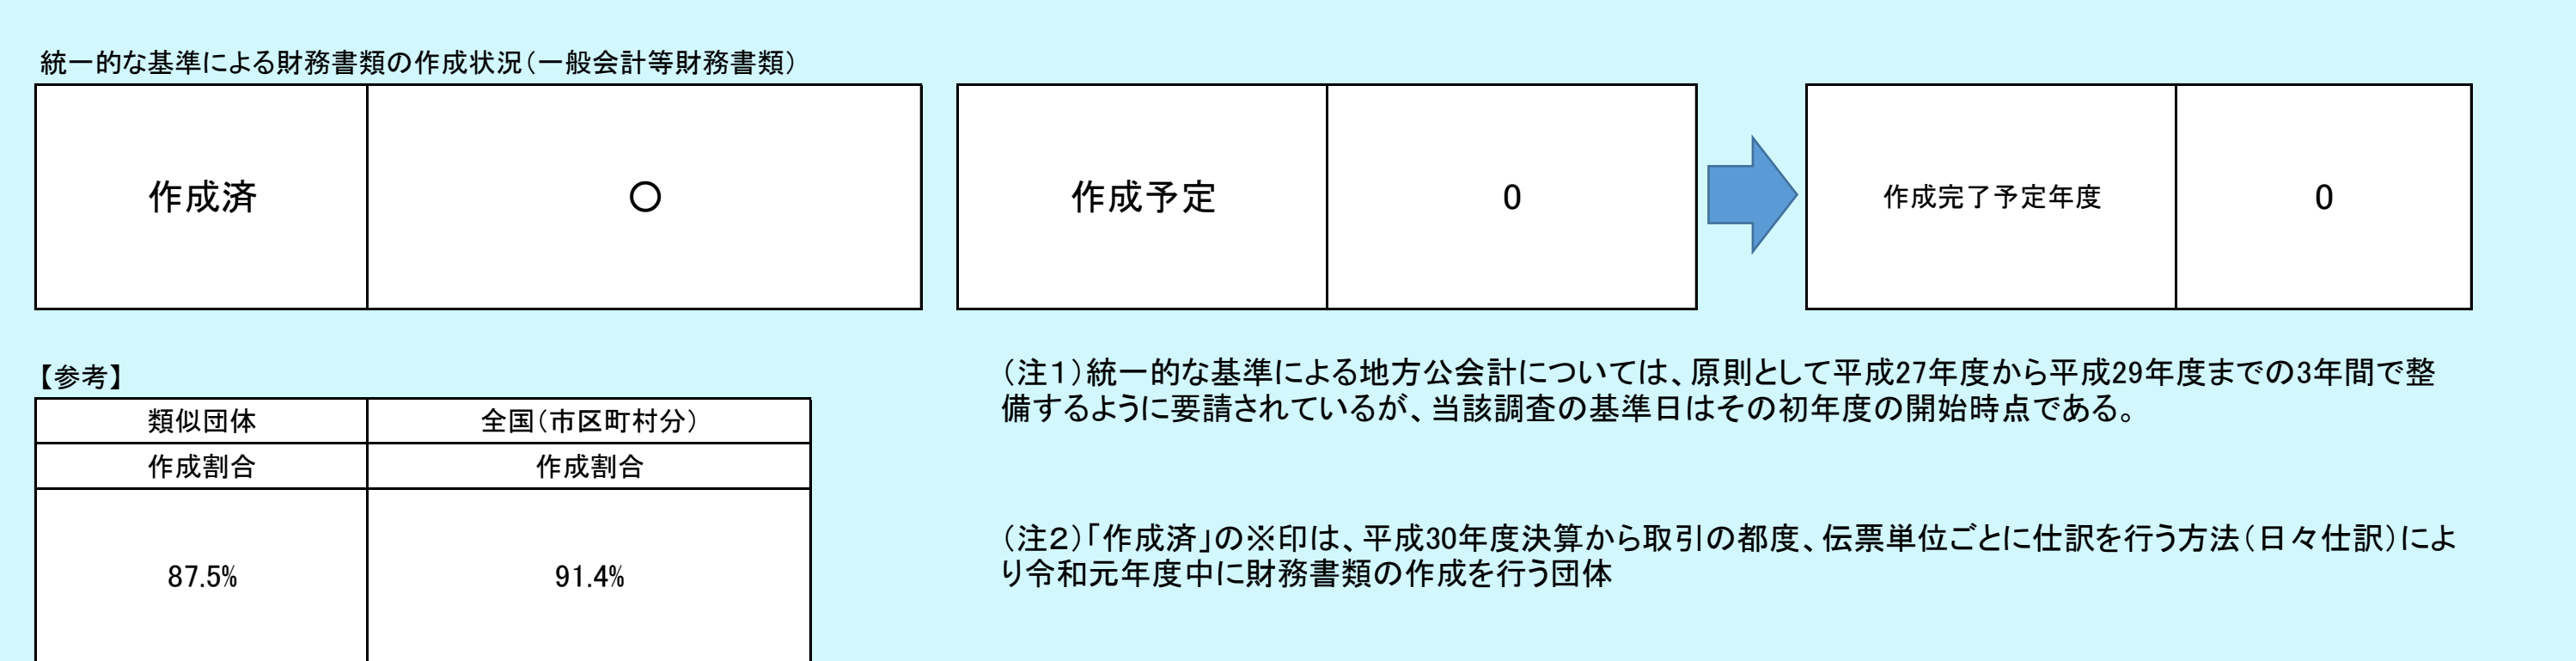 統一的な基準による財務書類の作成状況（一般会計等財務書類）
作成済 ○ 作成予定 0 作成完了予定年度 0
【参考】
類似団体 全国（市区町村分）
作成割合 作成割合
87.5% 91.4%
（注1）統一的な基準による地方公会計については、原則として平成27年度から平成29年度までの3年間で整
備するように要請されているが、当該調査の基準日はその初年度の開始時点である。
（注2）「作成済」の※印は、平成30年度決算から取引の都度、伝票単位ごとに仕訳を行う方法（日々仕訳）によ
り令和元年度中に財務書類の作成を行う団体